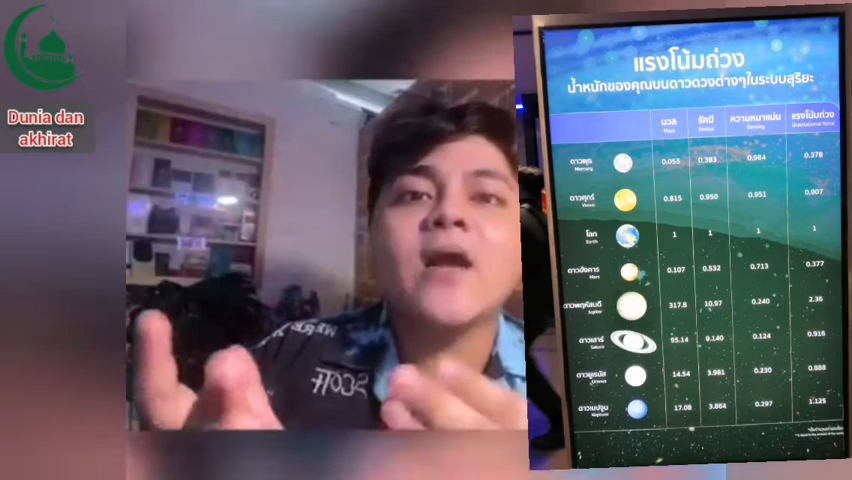 Dunia dan
akhirat
แรงโน้มถ่วง
น้ำหนักของคุณบนดาวดวงต่างๆในระบบสุริยะ
มวล รัศมี ความหนาแน่น แรงโน้มถ่วง
Mass Radius Density Gravitational force
ดาวพุธ 0.055 0.383 0.984 0.378
Mercury
ดาวศุกร์ 0.815 0.950 0.951 0.907
Venus
โลก 1 1 1 1
Earth
ดาวอังคาร 0.107 0.532 0.713 0.377
Mars
ดาวพฤหัสบดี 317.8 10.97 0.240 2.36
Jupiter
ดาวเสาร์ 95.14 9.140 0.124 0.916
Saturn
ดาวยูเรนัส 14.54 3.981 0.230 0.888
Uranus
ดาวเนปจูน 17.08 3.864 0.297 1.125
Neptune